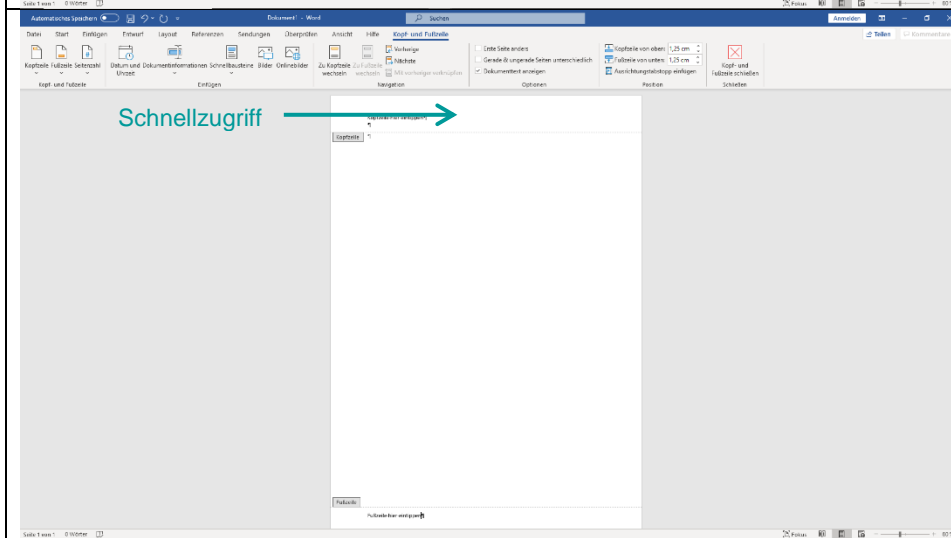 Seite 1 von 1 0 Wörter Fokus
Automatisches Speichern Dokument1 - Word Suchen Anmelden
Datei Start Einfügen Entwurf Layout Referenzen Sendungen Überprüfen Ansicht Hilfe Kopf- und Fußzeile Teilen Kommentare
Kopfzeile Fußzeile Seitenzahl Datum und Uhrzeit Dokumentinformationen Schnellbausteine Bilder Onlinebilder Zu Kopfzeile wechseln Zu Fußzeile wechseln
Vorherige
Nächste
Mit vorheriger verknüpfen
Erste Seite anders
Gerade & ungerade Seiten unterschiedlich
Dokumenttext anzeigen
Kopfzeile von oben: 1,25 cm
Fußzeile von unten: 1,25 cm
Ausrichtungstabstopp einfügen
Kopf- und Fußzeile schließen
Kopf- und Fußzeile Einfügen Navigation Optionen Position Schließen
Schnellzugriff
Kopfzeile
Fußzeile
Fußzeile hier eintippen
Seite 1 von 1 0 Wörter Fokus